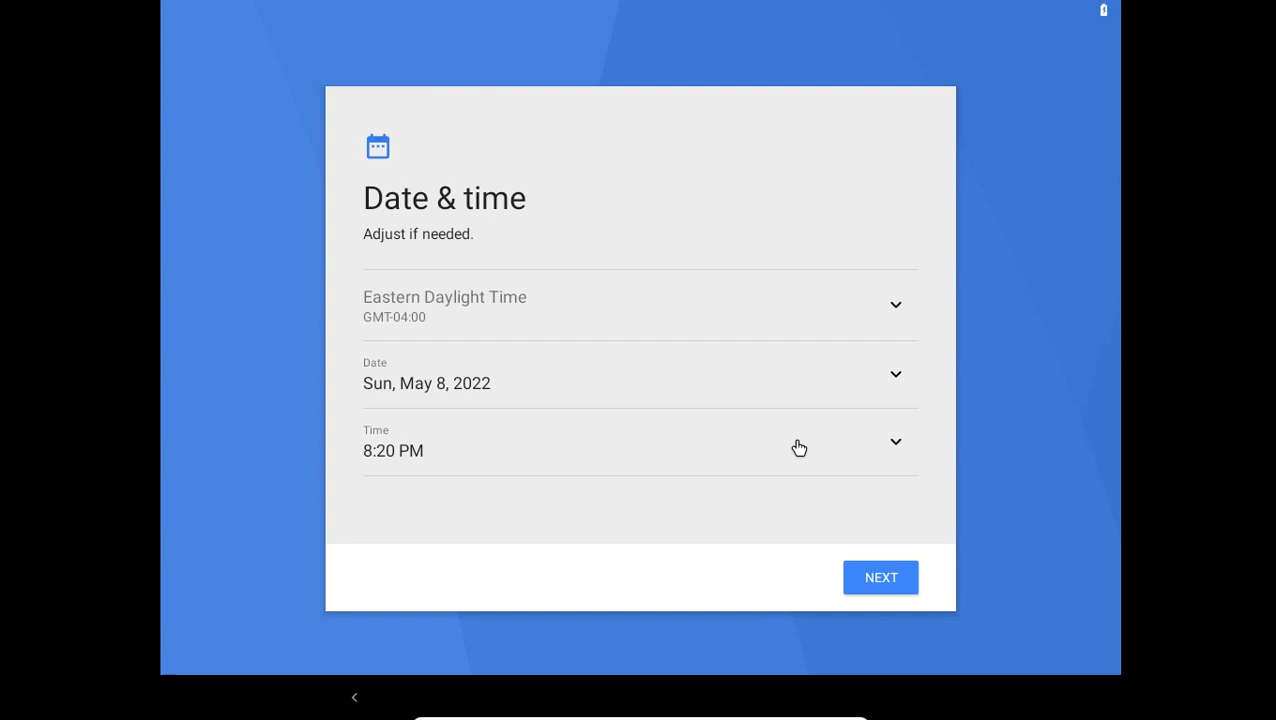 Date & time
Adjust if needed.
Eastern Daylight Time
GMT-04:00
Date
Sun, May 8, 2022
Time
8:20 PM
NEXT